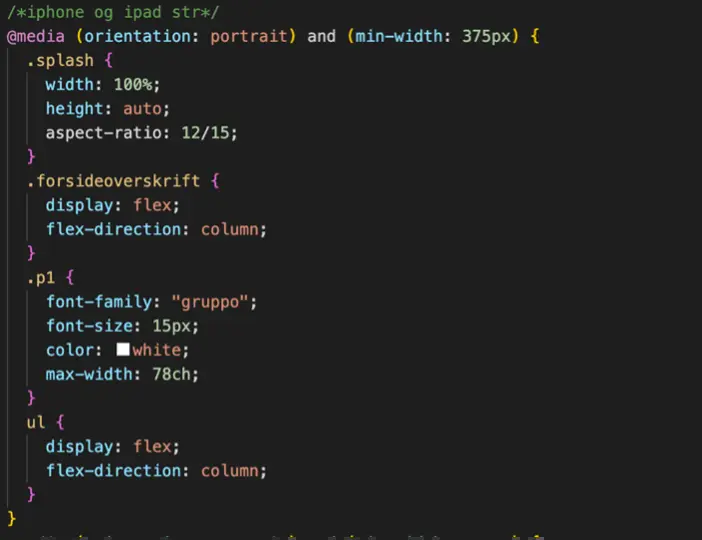 /*iphone og ipad str*/
@media (orientation: portrait) and (min-width: 375px) {
.splash {
width: 100%;
height: auto;
aspect-ratio: 12/15;
}
.forsideoverskrift {
display: flex;
flex-direction: column;
}
.p1 {
font-family: "gruppo";
font-size: 15px;
color: white;
max-width: 78ch;
}
ul {
display: flex;
flex-direction: column;
}
}